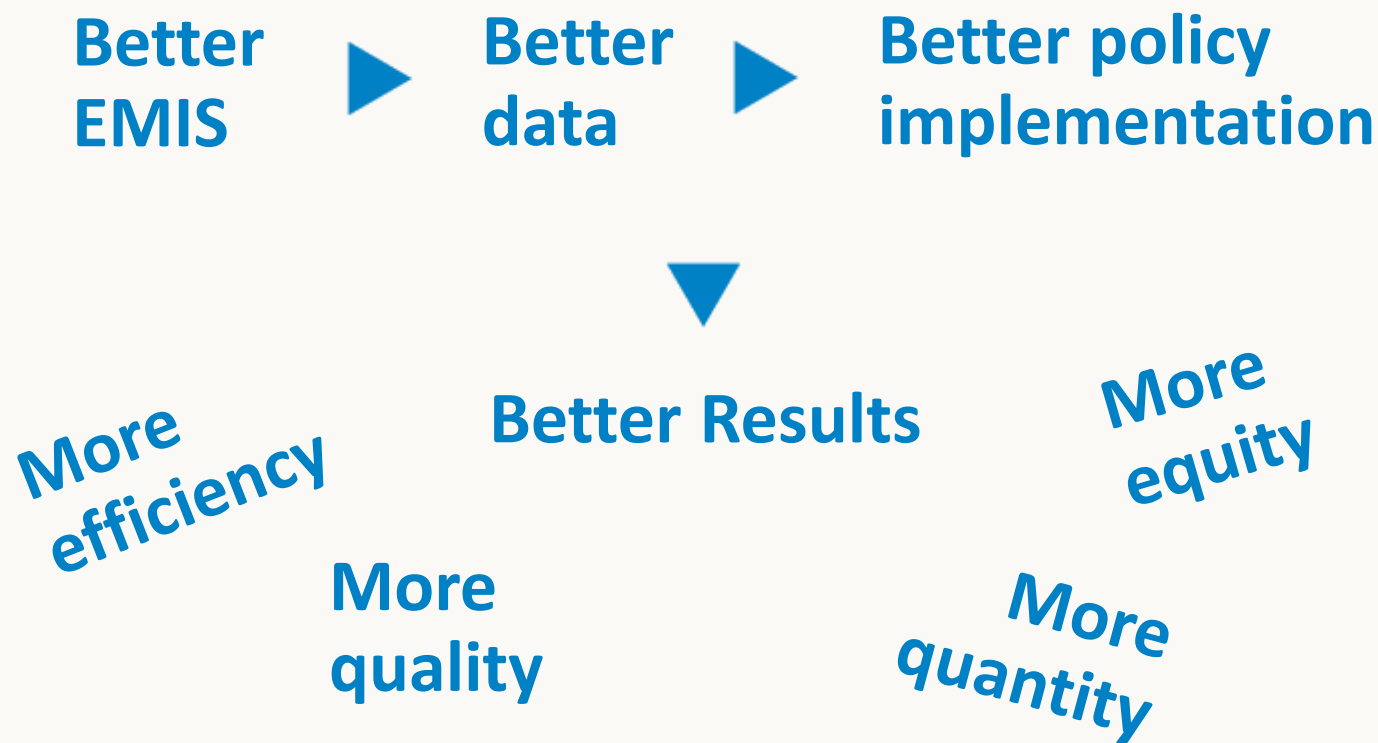 Better
EMIS
Better
data
Better policy
implementation
Better Results
More
efficiency
More
equity
More
quality
More
quantity